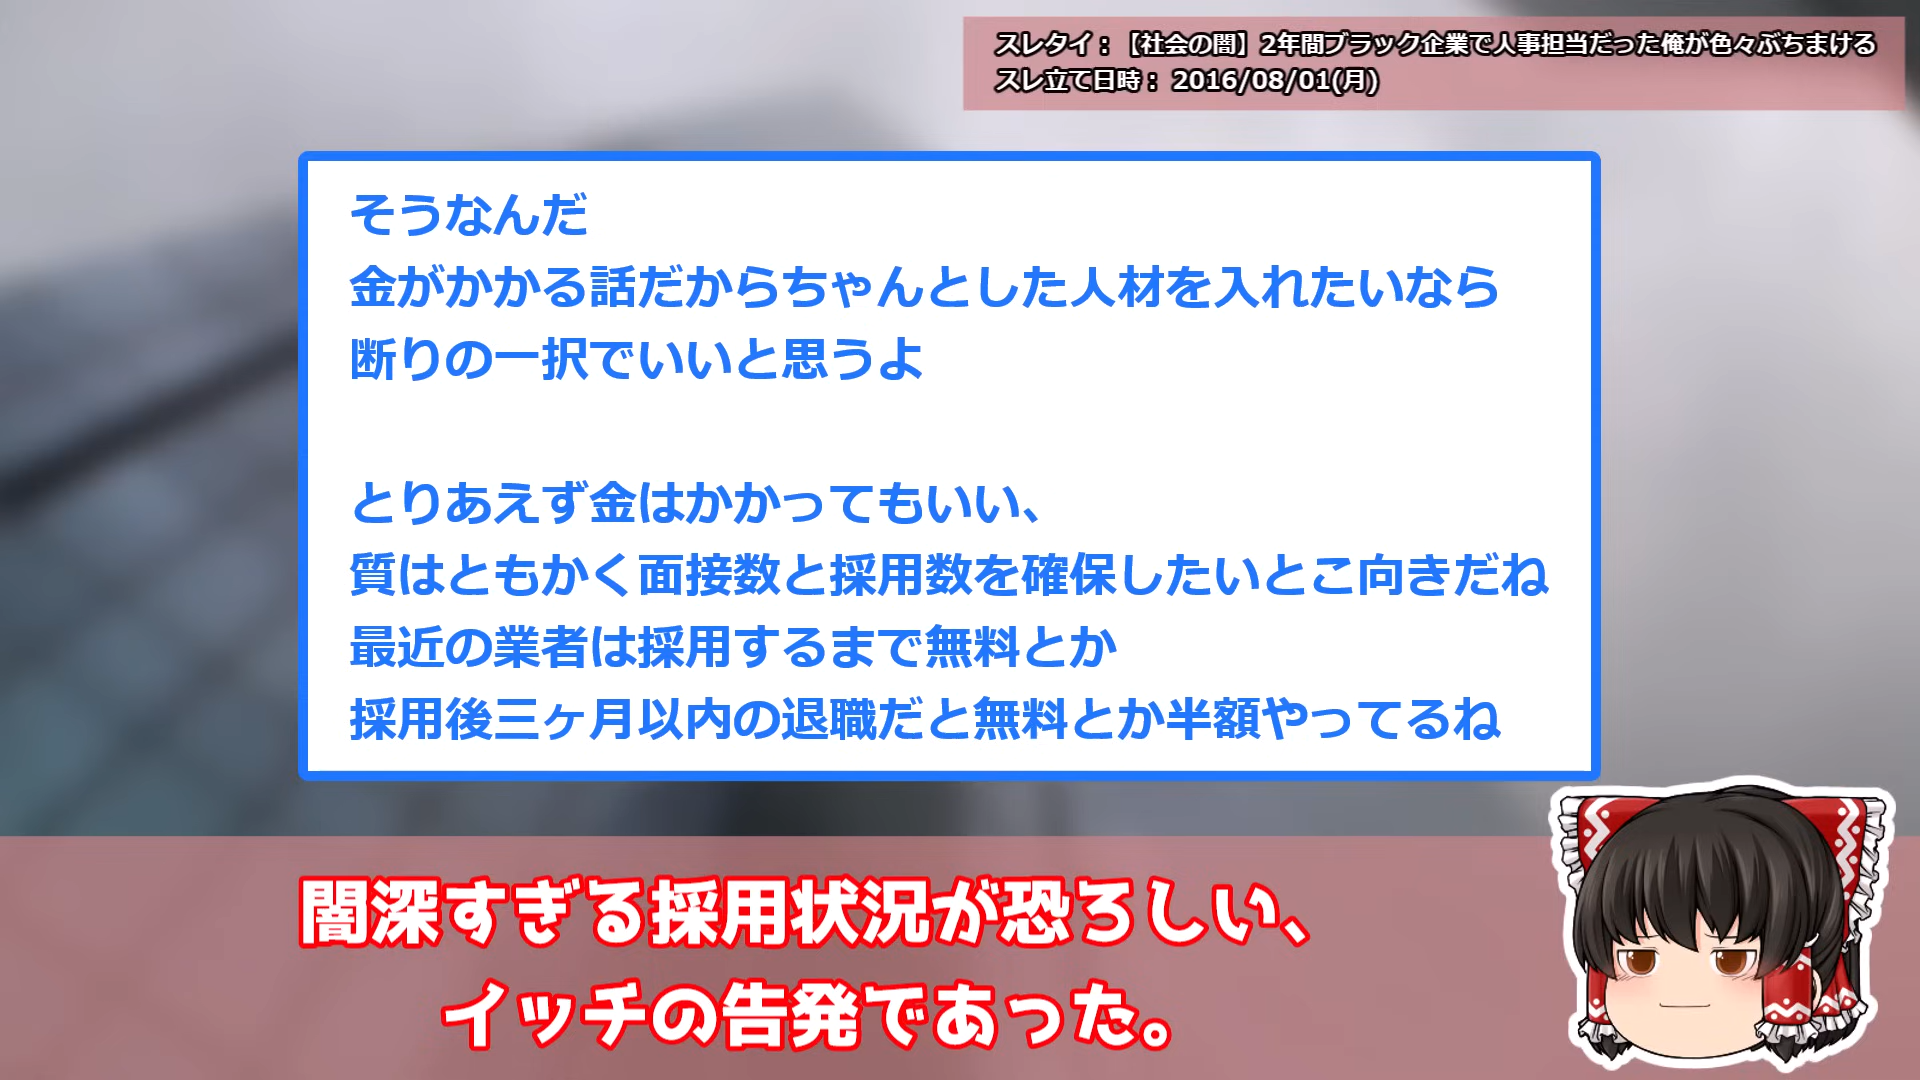 スレタイ：【社会の闇】2年間ブラック企業で人事担当だった俺が色々ぶちまける
スレ立て日時： 2016/08/01(月)
そうなんだ
金がかかる話だからちゃんとした人材を入れたいなら
断りの一択でいいと思うよ
とりあえず金はかかってもいい、
質はともかく面接数と採用数を確保したいとこ向きだね
最近の業者は採用するまで無料とか
採用後三ヶ月以内の退職だと無料とか半額やってるね
闇深すぎる採用状況が恐ろしい、
イッチの告発であった。